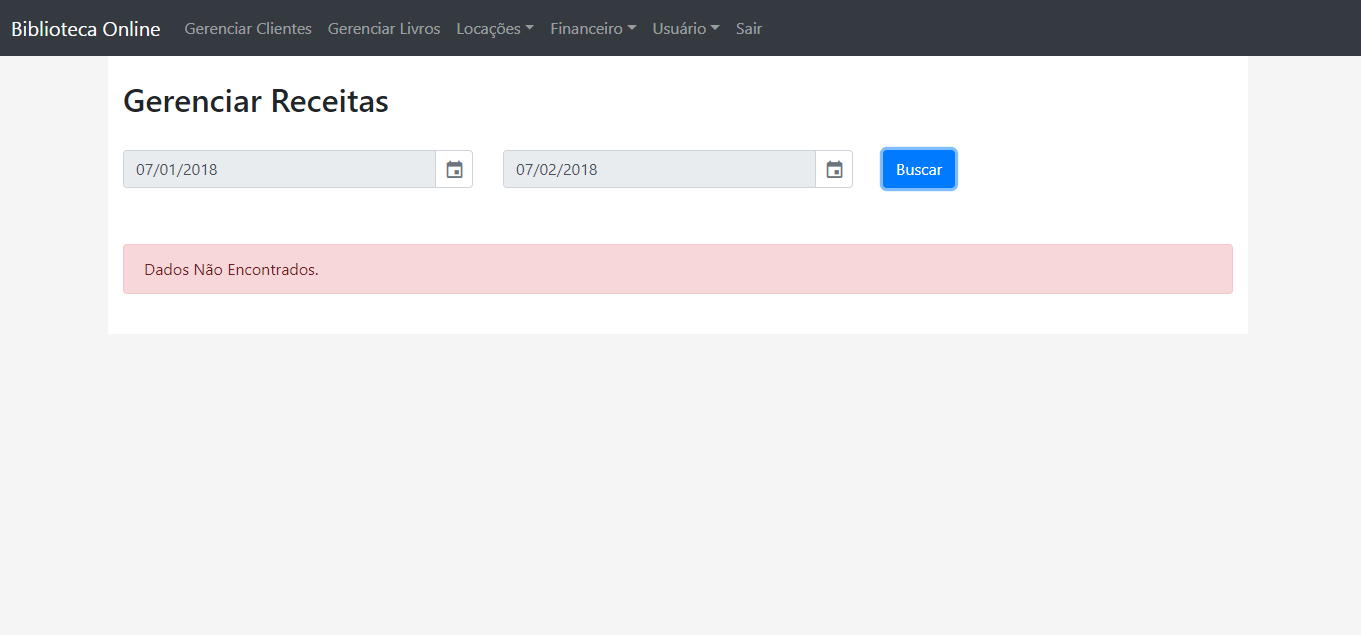 Biblioteca Online Gerenciar Clientes Gerenciar Livros Locações Financeiro Usuário Sair
Gerenciar Receitas
07/01/2018 07/02/2018 Buscar
Dados Não Encontrados.